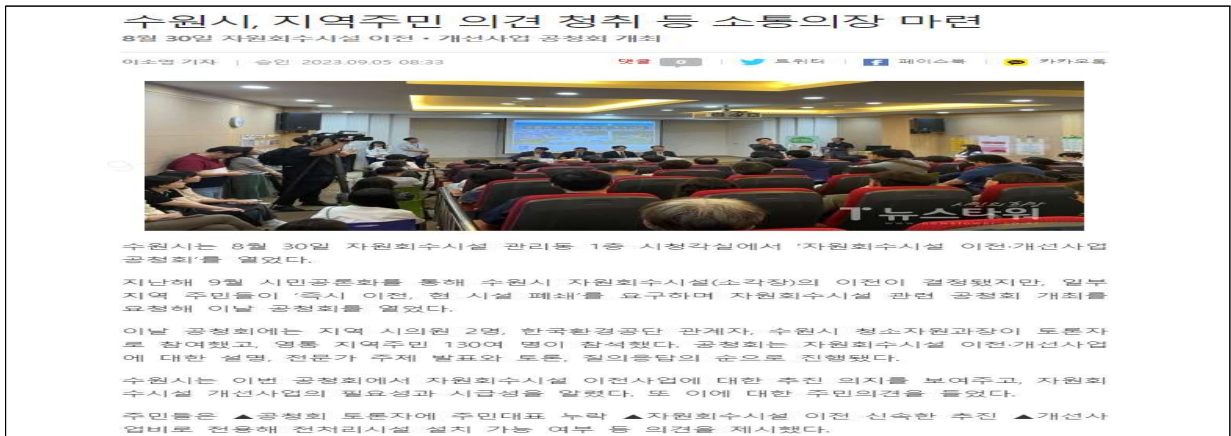 수원시, 지역주민 의견 청취 등 소통의장 마련
8월 30일 자원회수시설 이전·개선사업 공청회 개최
이소영 기자 | 승인 2023.09.05 08:33 댓글 0 트위터 페이스북 카카오톡
뉴스타워
수원시는 8월 30일 자원회수시설 관리동 1층 시청각실에서 '자원회수시설 이전·개선사업
공청회'를 열었다.
지난해 9월 시민공론화를 통해 수원시 자원회수시설(소각장)의 이전이 결정됐지만, 일부
지역 주민들이 '즉시 이전, 현 시설 폐쇄'를 요구하며 자원회수시설 관련 공청회 개최를
요청해 이날 공청회를 열었다.
이날 공청회에는 지역 시의원 2명, 한국환경공단 관계자, 수원시 청소자원과장이 토론자
로 참여했고, 영통 지역주민 130여 명이 참석했다. 공청회는 자원회수시설 이전·개선사업
에 대한 설명, 전문가 주제 발표와 토론, 질의응답의 순으로 진행됐다.
수원시는 이번 공청회에서 자원회수시설 이전사업에 대한 추진 의지를 보여주고, 자원회
수시설 개선사업의 필요성과 시급성을 알렸다. 또 이에 대한 주민의견을 들었다.
주민들은 ▲공청회 토론자에 주민대표 누락 ▲자원회수시설 이전 신속한 추진 ▲개선사
업비로 전용해 전처리시설 설치 가능 여부 등 의견을 제시했다.